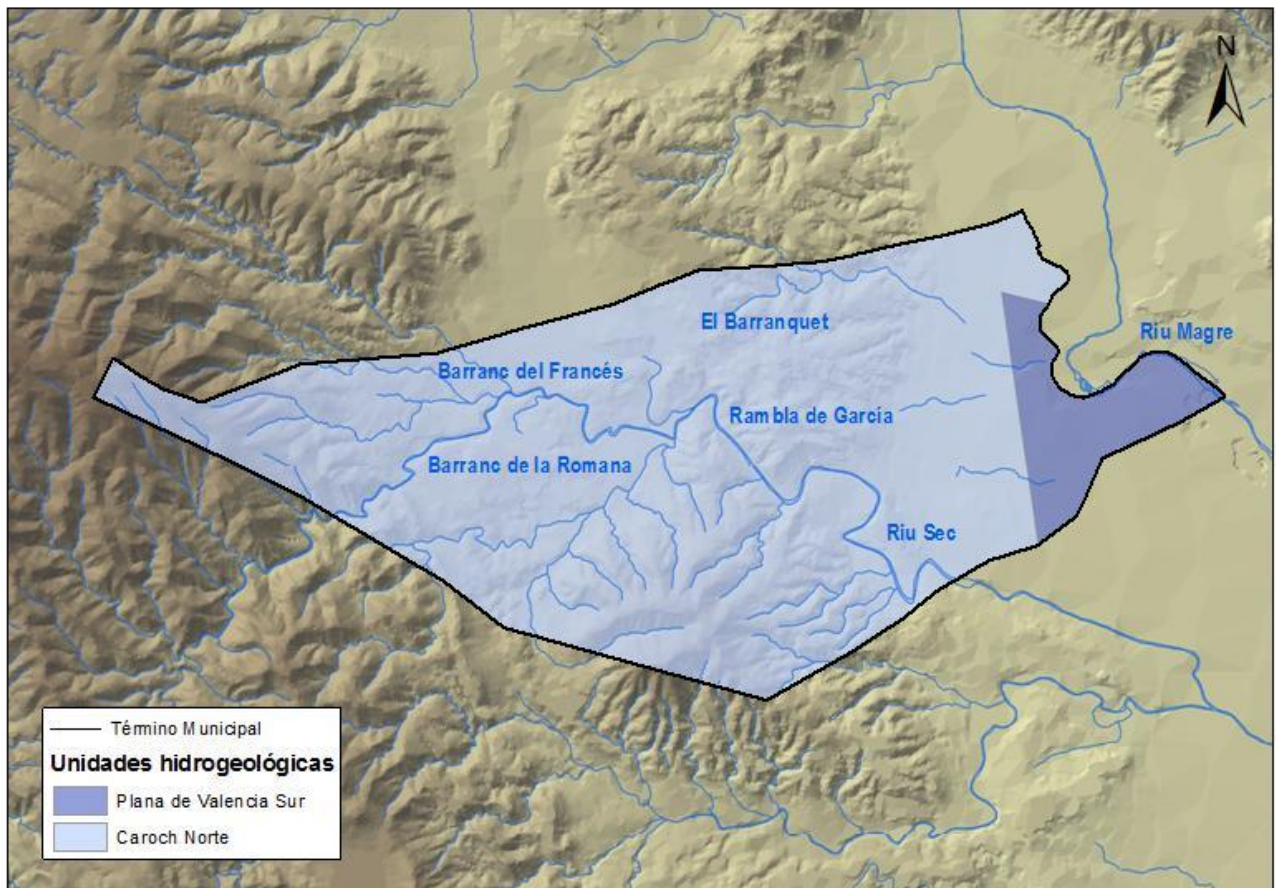 N
Riu Magre
El Barranquet
Barranc del Francés
Rambla de García
Barranc de la Romana
Riu Sec
Término Municipal
Unidades hidrogeológicas
Plana de Valencia Sur
Caroch Norte